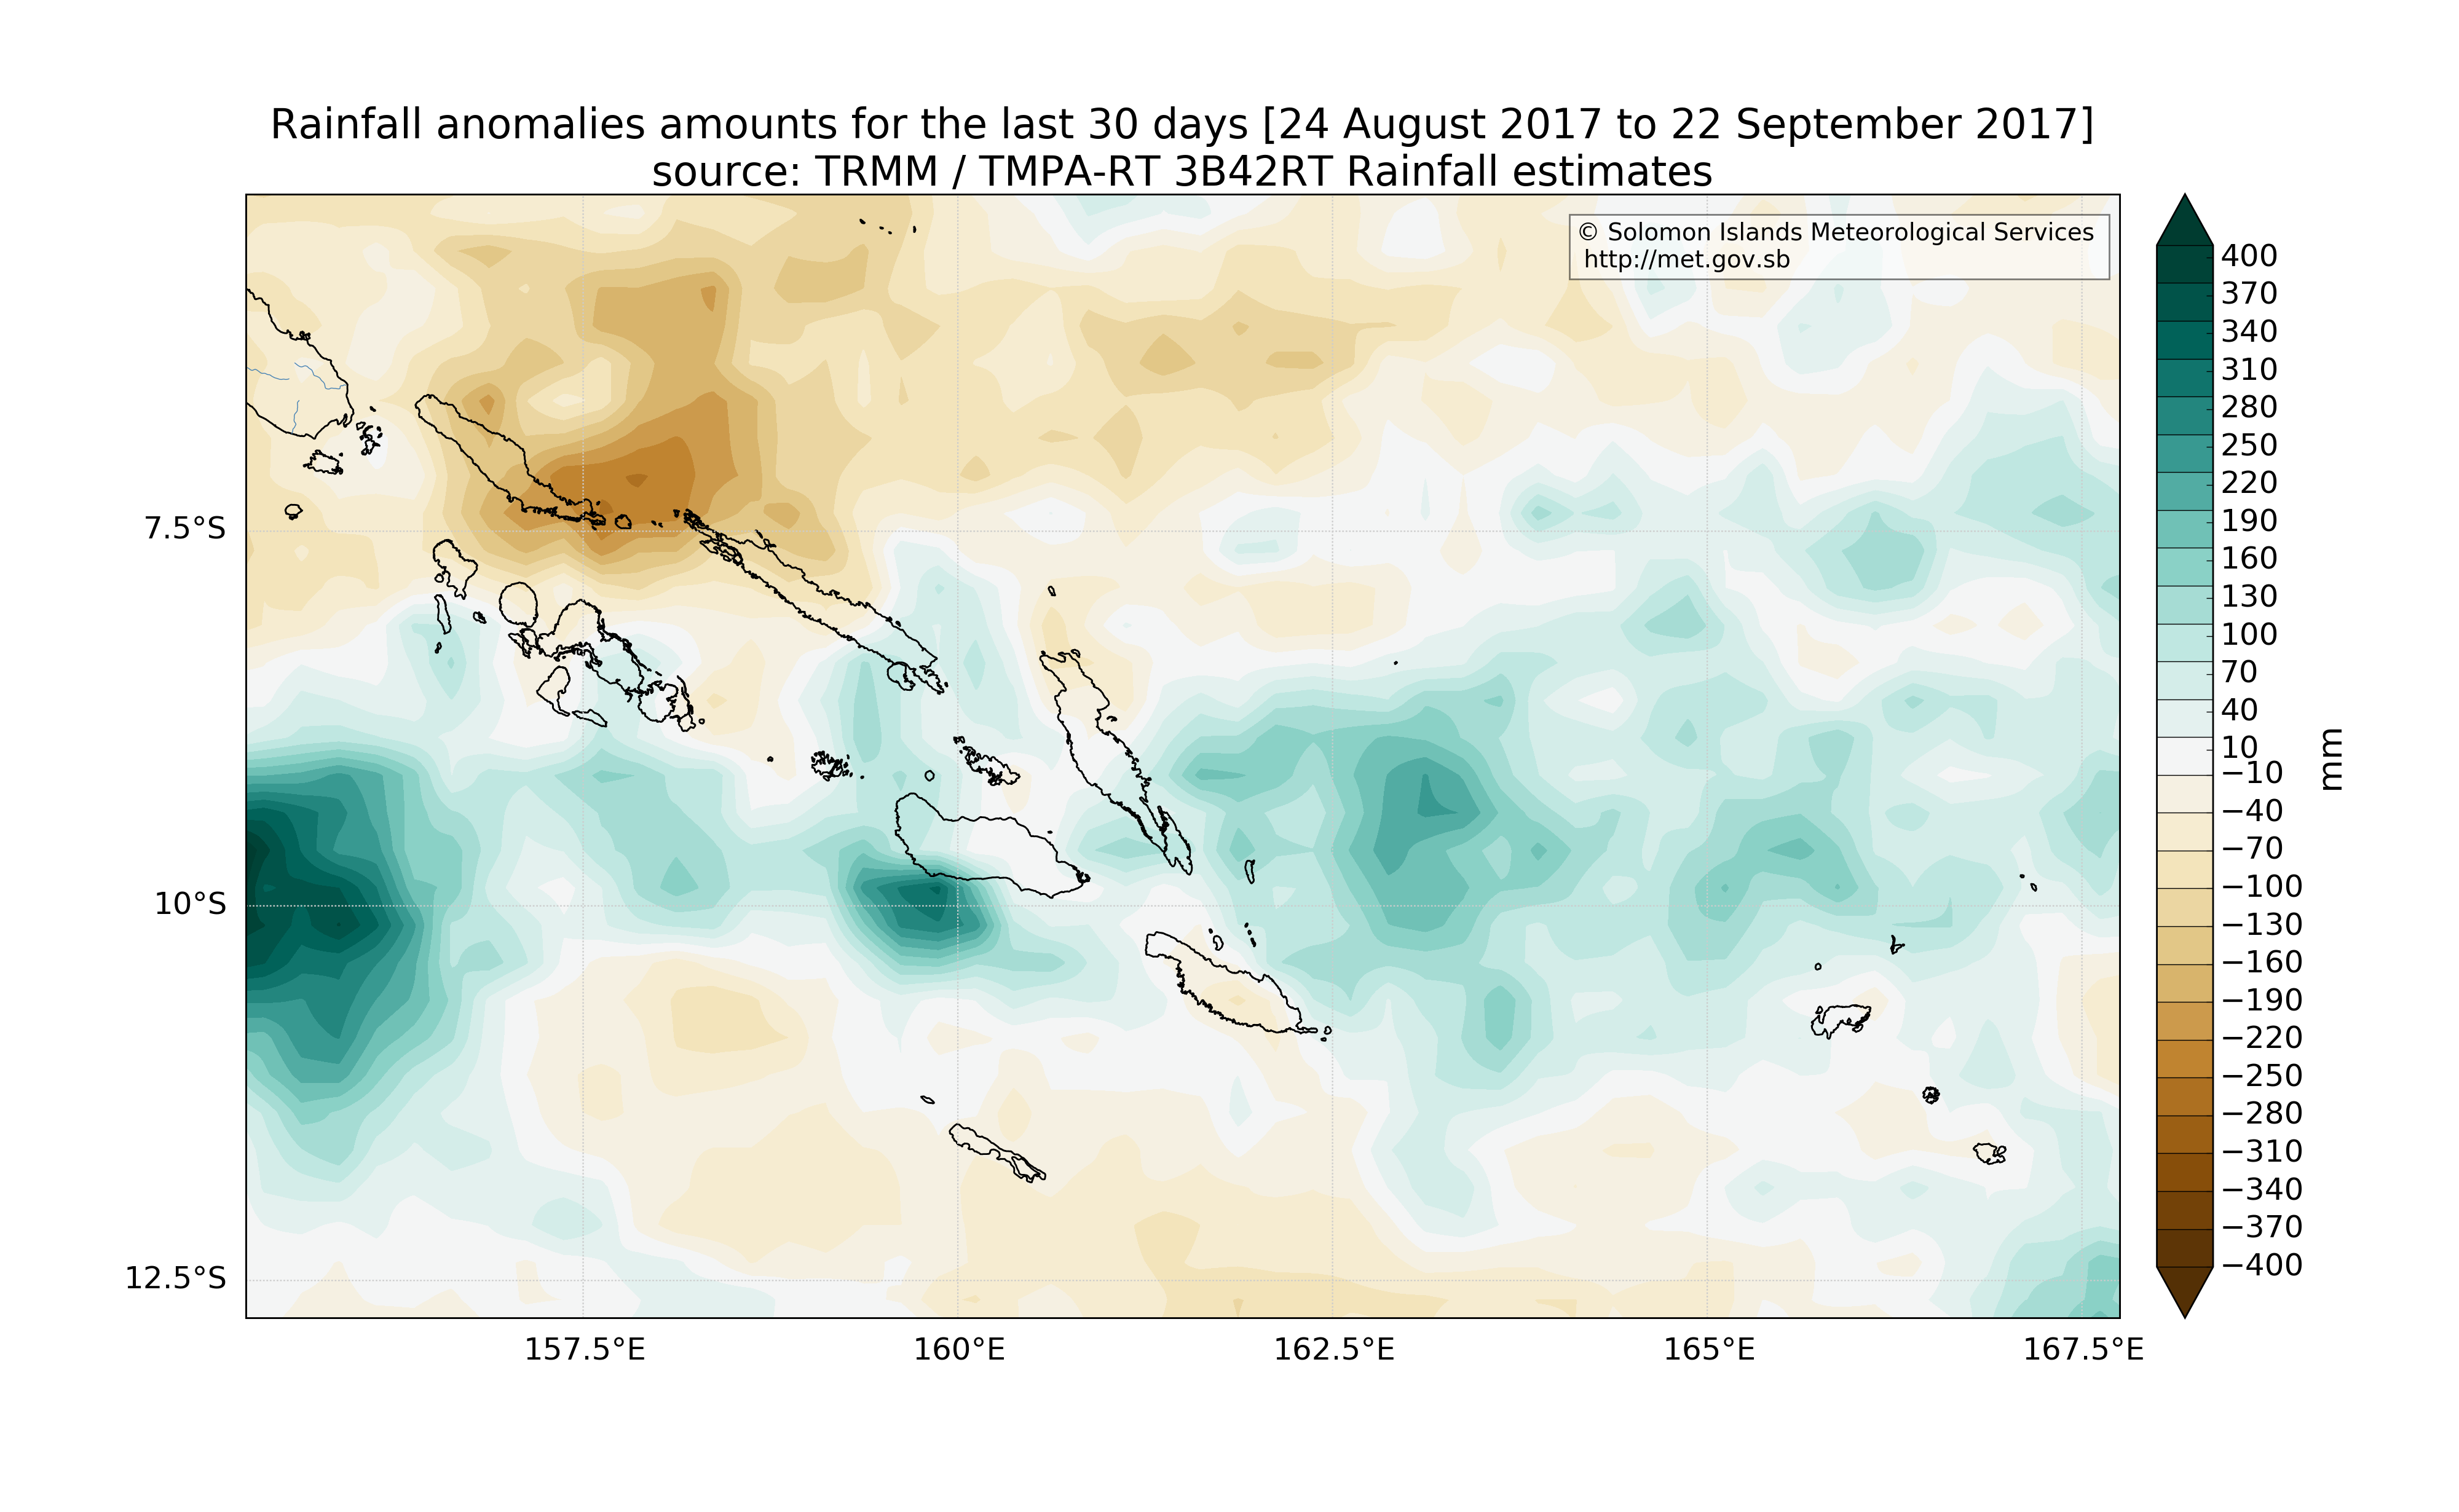 Rainfall anomalies amounts for the last 30 days [24 August 2017 to 22 September 2017]
source: TRMM / TMPA-RT 3B42RT Rainfall estimates
© Solomon Islands Meteorological Services
http://met.gov.sb
7.5°S
10°S
12.5°S
157.5°E
160°E
162.5°E
165°E
167.5°E
400
370
340
310
280
250
220
190
160
130
100
70
40
10
−10
−40
−70
−100
−130
−160
−190
−220
−250
−280
−310
−340
−370
−400
mm